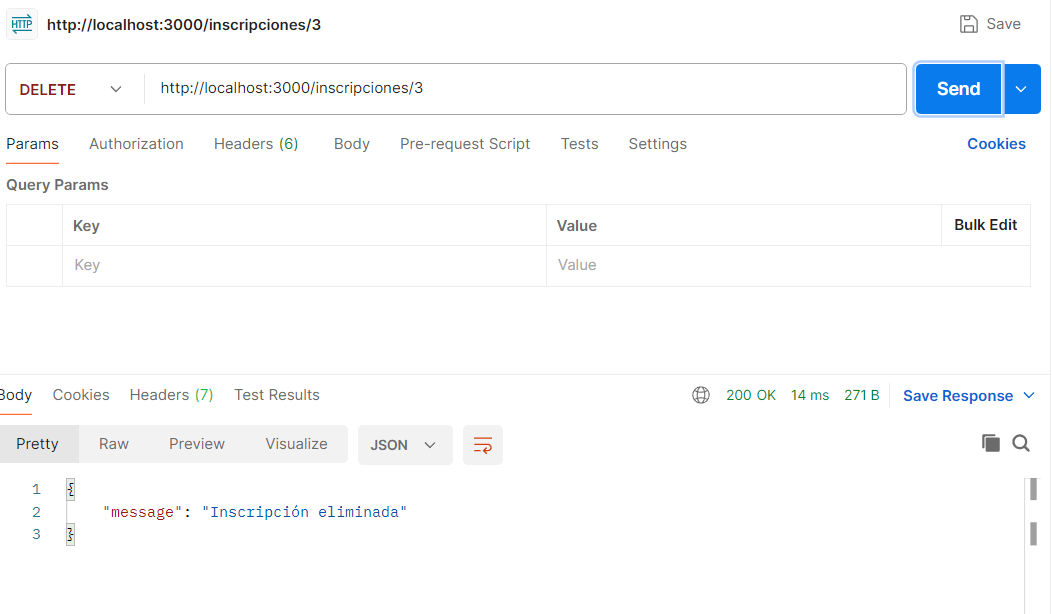 HTTP http://localhost:3000/inscripciones/3 Save
DELETE http://localhost:3000/inscripciones/3 Send
Params Authorization Headers (6) Body Pre-request Script Tests Settings Cookies
Query Params
Key Value Bulk Edit
Key Value
Body Cookies Headers (7) Test Results 200 OK 14 ms 271 B Save Response
Pretty Raw Preview Visualize JSON
1 {
2 "message": "Inscripción eliminada"
3 }